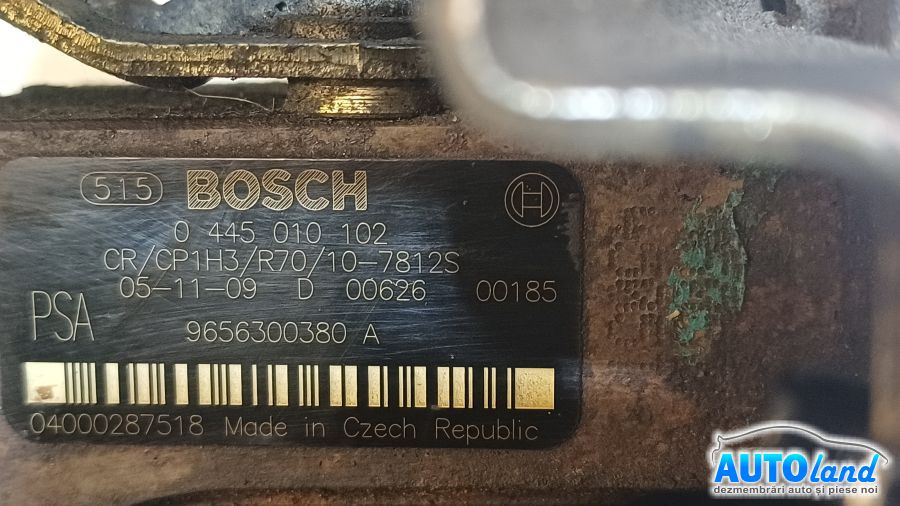 515 BOSCH
0 445 010 102
CR/CP1H3/R70/10-7812S
05-11-09 D 00626 00185
PSA 9656300380 A
04000287518 Made in Czech Republic
AUTOland
dezmembrări auto și piese noi